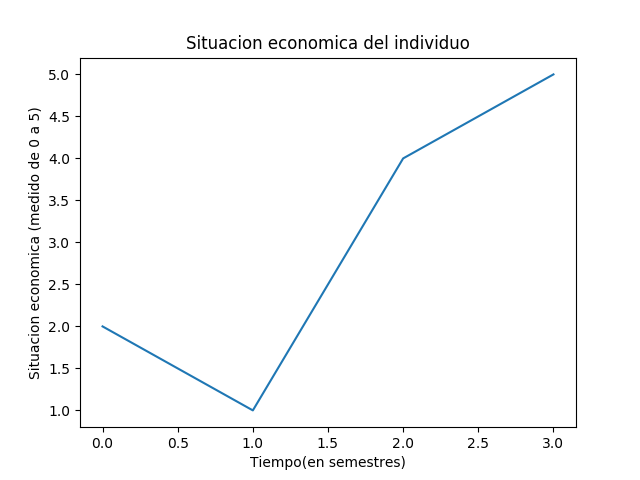 Situacion economica del individuo
Situacion economica (medido de 0 a 5)
5.0
4.5
4.0
3.5
3.0
2.5
2.0
1.5
1.0
0.0 0.5 1.0 1.5 2.0 2.5 3.0
Tiempo(en semestres)